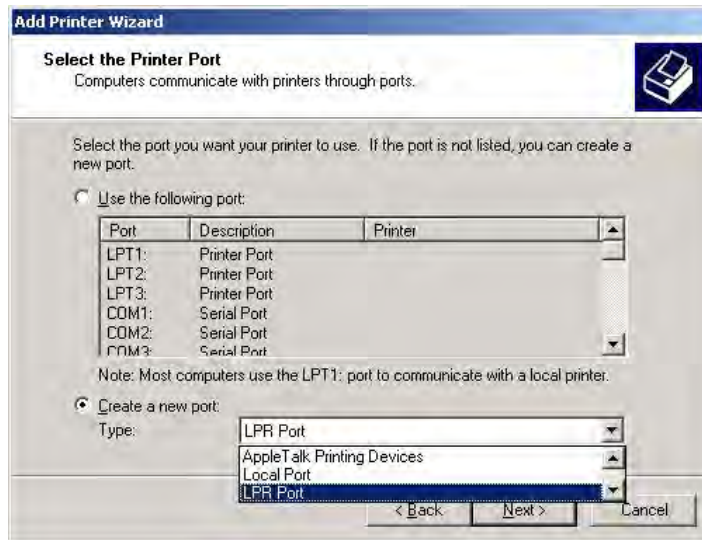 Add Printer Wizard
Select the Printer Port
Computers communicate with printers through ports.
Select the port you want your printer to use. If the port is not listed, you can create a
new port.
Use the following port:
Port Description Printer
LPT1: Printer Port
LPT2: Printer Port
LPT3: Printer Port
COM1: Serial Port
COM2: Serial Port
COM3: Serial Port
Note: Most computers use the LPT1: port to communicate with a local printer.
Create a new port:
Type: LPR Port
AppleTalk Printing Devices
Local Port
LPR Port
< Back Next > Cancel